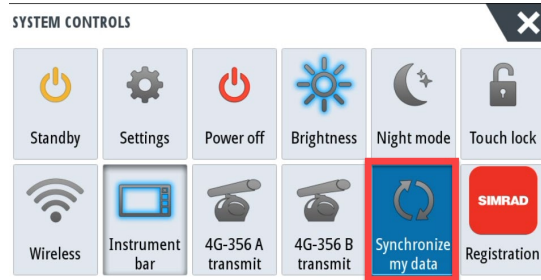 SYSTEM CONTROLS
Standby
Settings
Power off
Brightness
Night mode
Touch lock
Wireless
Instrument
bar
4G-356 A
transmit
4G-356 B
transmit
Synchronize
my data
SIMRAD
Registration